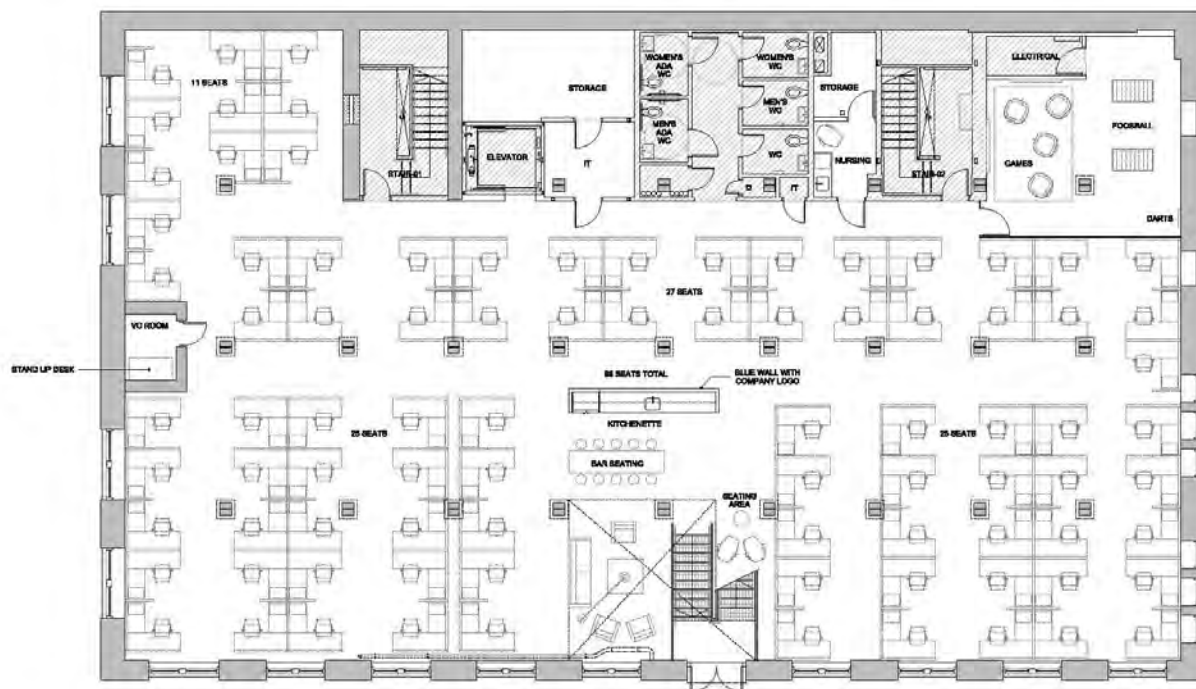 11 SEATS
STAIR-01
ELEVATOR
STORAGE
IT
WOMEN'S
ADA
WC
MEN'S
ADA
WC
WOMEN'S
WC
MEN'S
WC
WC
IT
STORAGE
NURSING
STAIR-02
ELECTRICAL
GAMES
FOOSBALL
DARTS
27 SEATS
VC ROOM
STAND UP DESK
SEATS TOTAL
BLUE WALL WITH
COMPANY LOGO
KITCHENETTE
25 SEATS
BAR SEATING
SEATING
AREA
25 SEATS